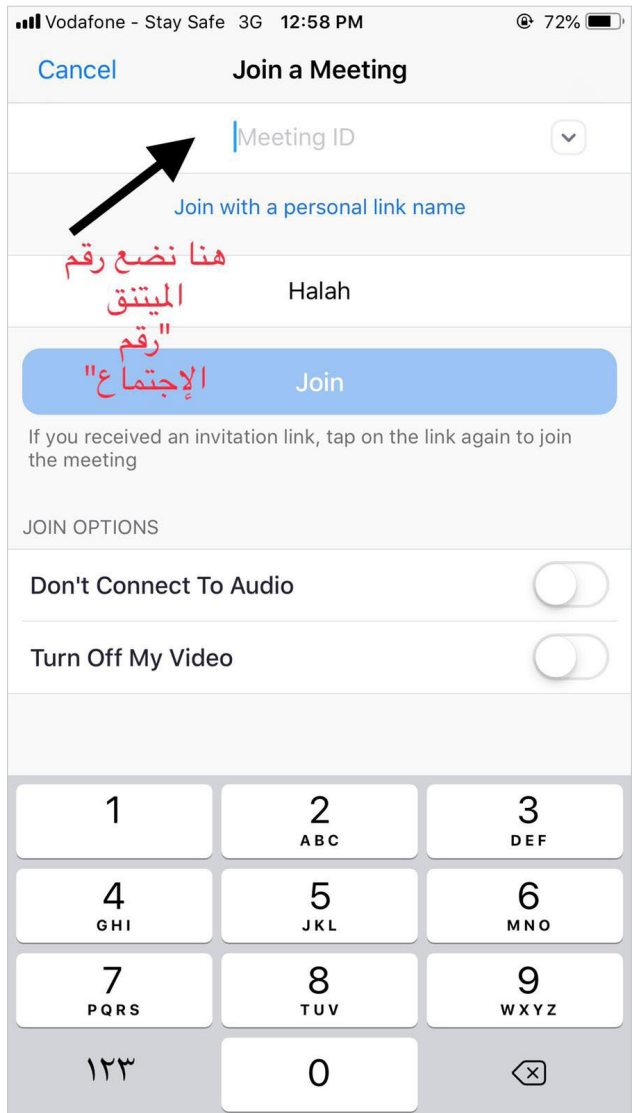 Vodafone - Stay Safe 3G 12:58 PM 72%
Cancel Join a Meeting
Meeting ID
Join with a personal link name
هنا نضع رقم
الميتنق
"رقم
الإجتماع"
Halah
Join
If you received an invitation link, tap on the link again to join
the meeting
JOIN OPTIONS
Don't Connect To Audio
Turn Off My Video
1 2 3
ABC DEF
4 5 6
GHI JKL MNO
7 8 9
PQRS TUV WXYZ
١٢٣ 0